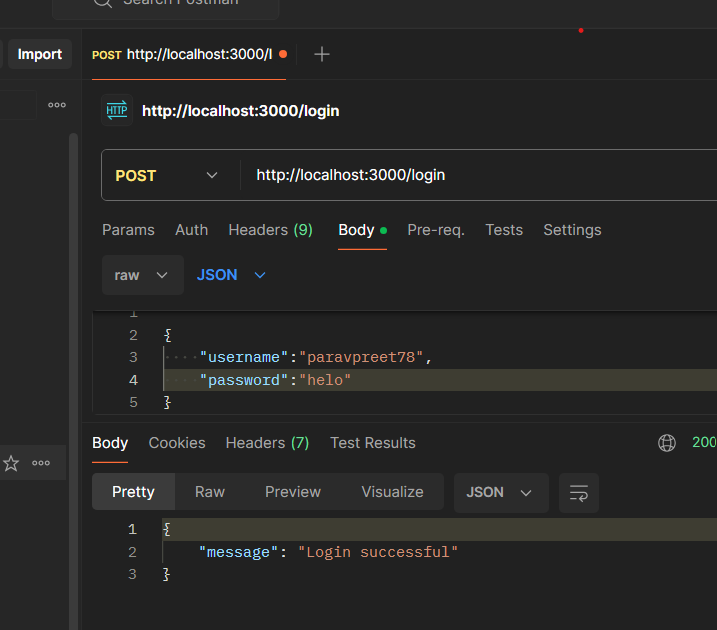 Search Postman
Import
POST http://localhost:3000/l
HTTP http://localhost:3000/login
POST http://localhost:3000/login
Params Auth Headers (9) Body Pre-req. Tests Settings
raw JSON
1
2 {
3 "username":"paravpreet78",
4 "password":"helo"
5 }
Body Cookies Headers (7) Test Results 200
Pretty Raw Preview Visualize JSON
1 {
2 "message": "Login successful"
3 }